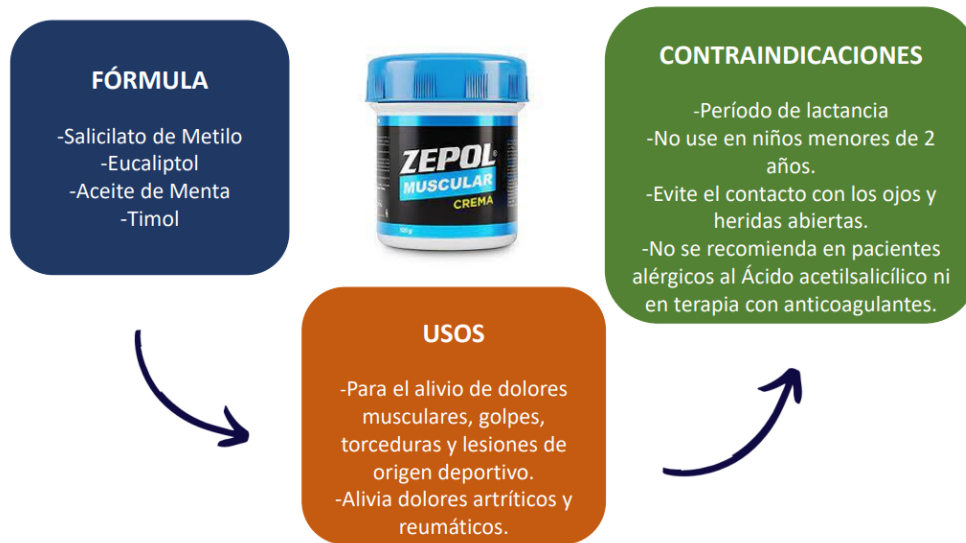 FÓRMULA
-Salicilato de Metilo
-Eucaliptol
-Aceite de Menta
-Timol
ZEPOL®
MUSCULAR
CREMA
USOS
-Para el alivio de dolores
musculares, golpes,
torceduras y lesiones de
origen deportivo.
-Alivia dolores artríticos y
reumáticos.
CONTRAINDICACIONES
-Período de lactancia
-No use en niños menores de 2
años.
-Evite el contacto con los ojos y
heridas abiertas.
-No se recomienda en pacientes
alérgicos al Ácido acetilsalicílico ni
en terapia con anticoagulantes.